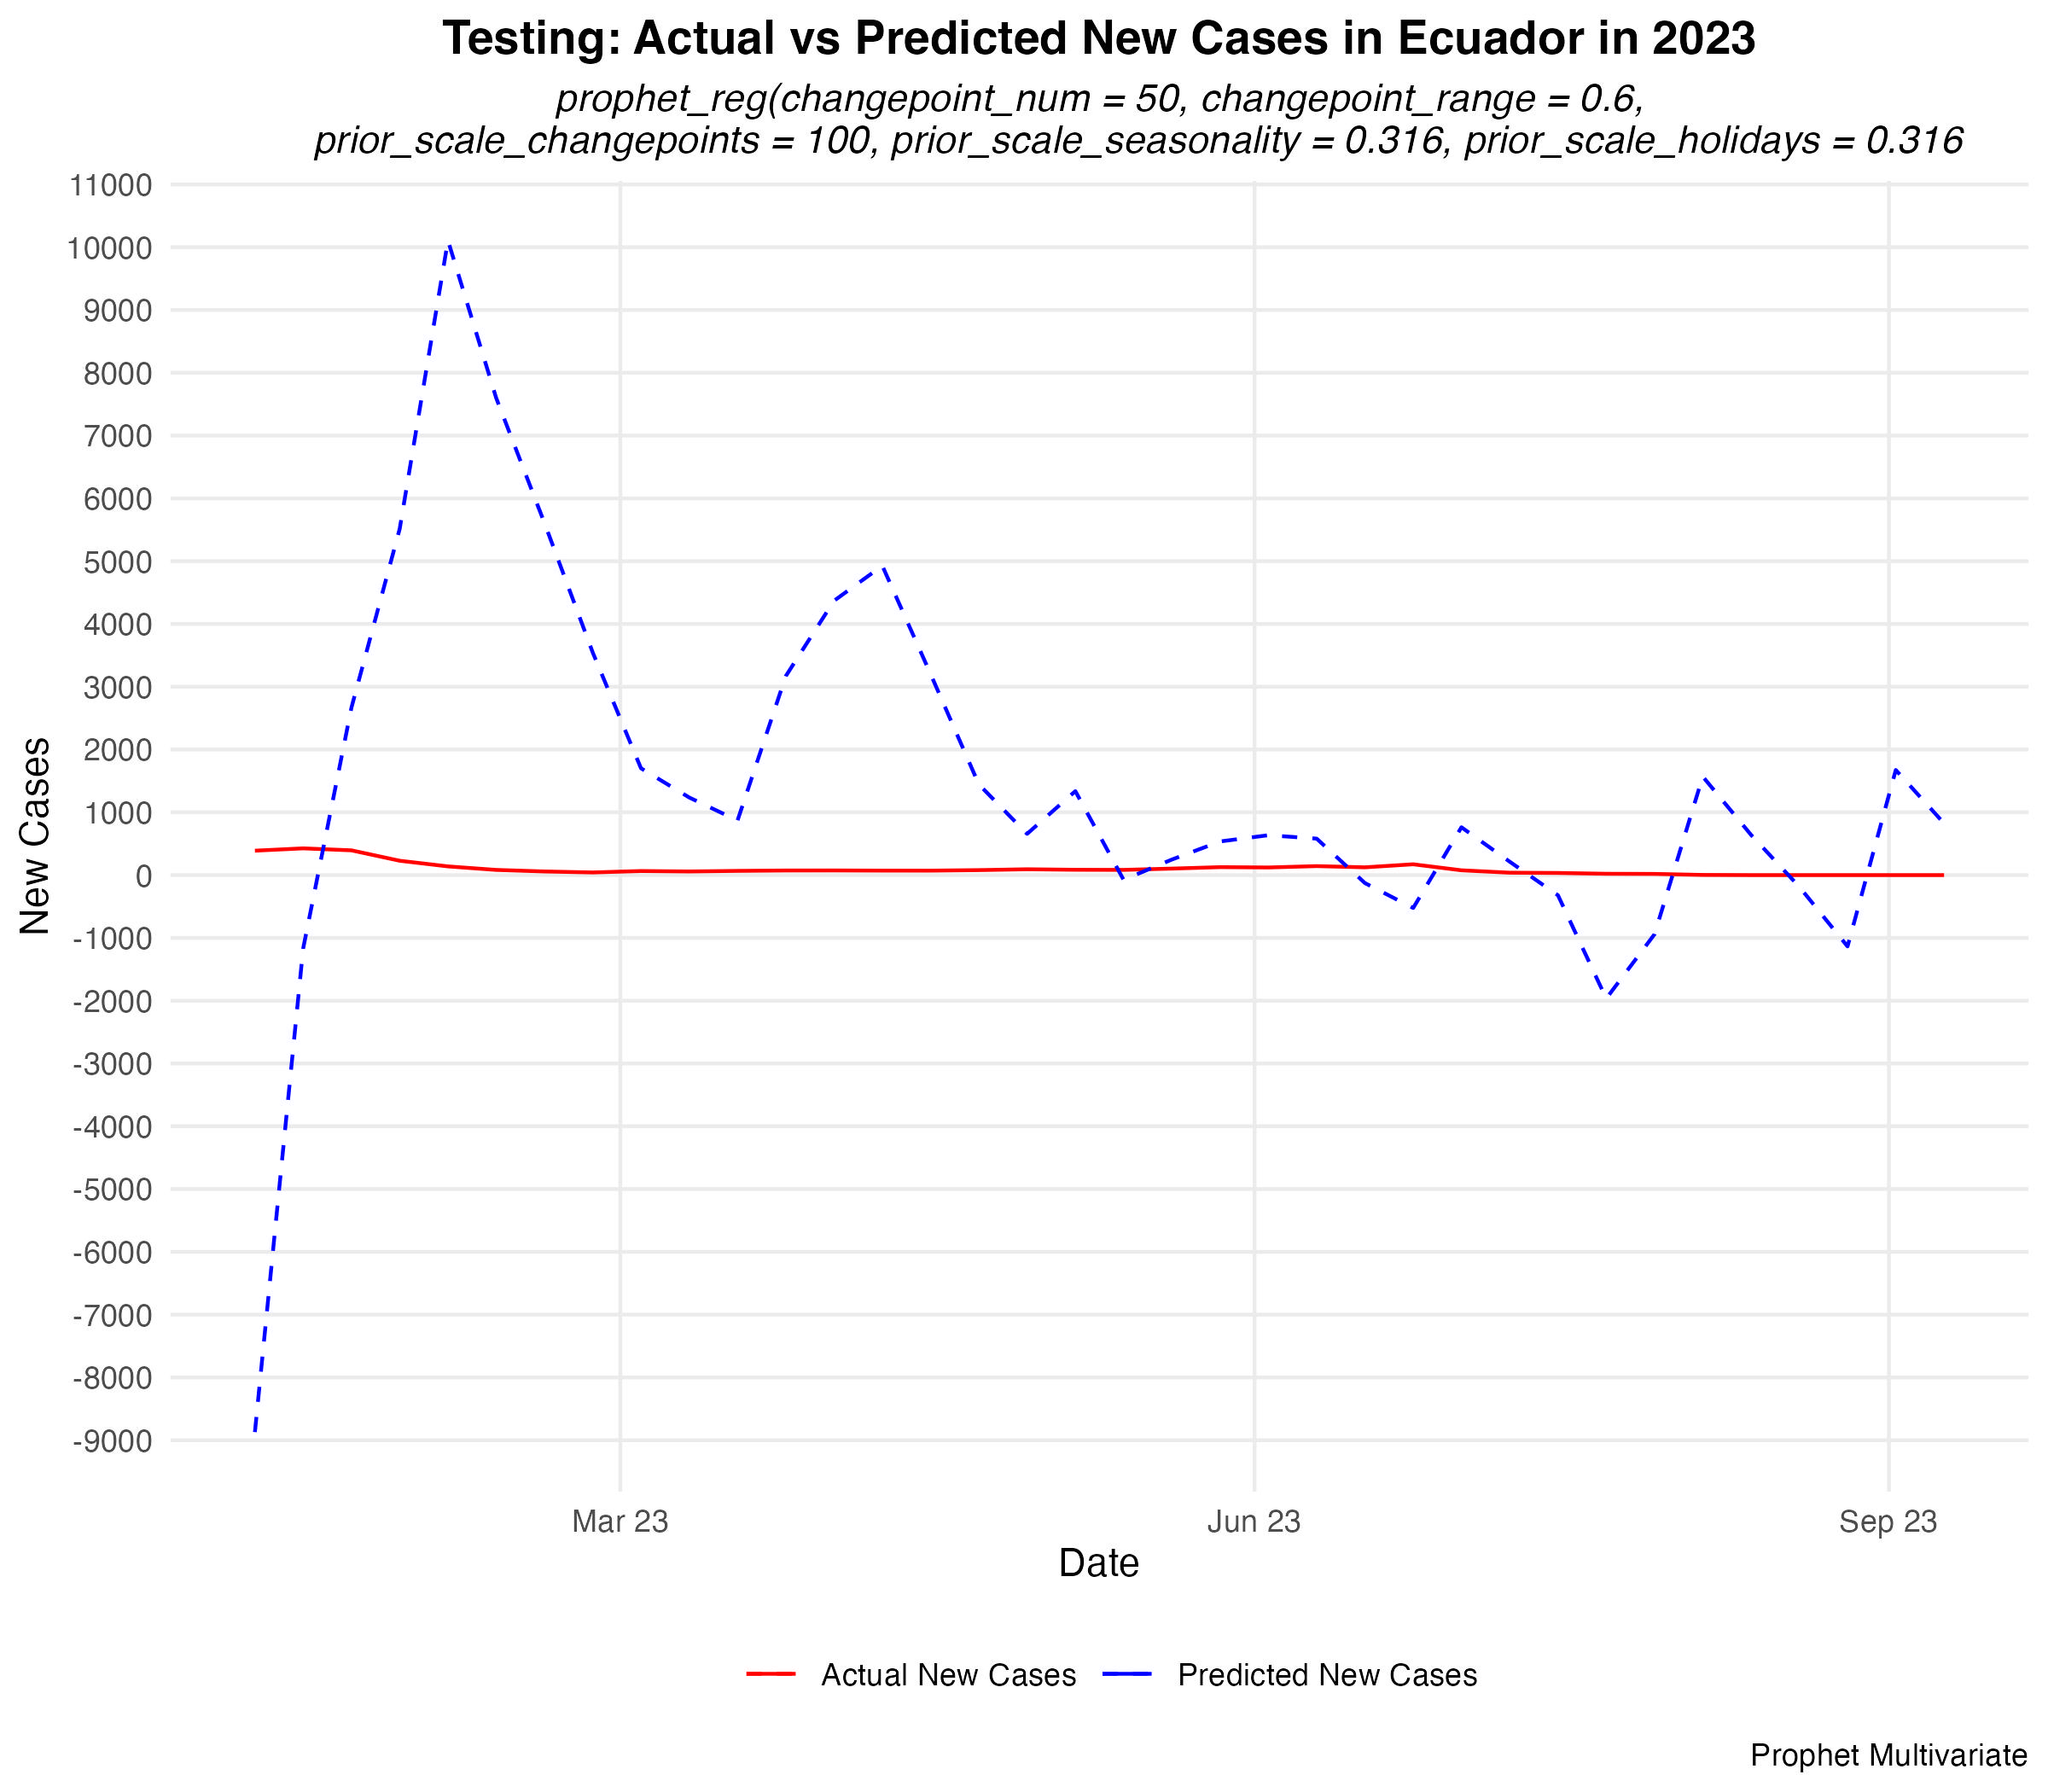 Testing: Actual vs Predicted New Cases in Ecuador in 2023
prophet_reg(changepoint_num = 50, changepoint_range = 0.6,
prior_scale_changepoints = 100, prior_scale_seasonality = 0.316, prior_scale_holidays = 0.316
New Cases
11000
10000
9000
8000
7000
6000
5000
4000
3000
2000
1000
0
-1000
-2000
-3000
-4000
-5000
-6000
-7000
-8000
-9000
Mar 23 Jun 23 Sep 23
Date
Actual New Cases Predicted New Cases
Prophet Multivariate